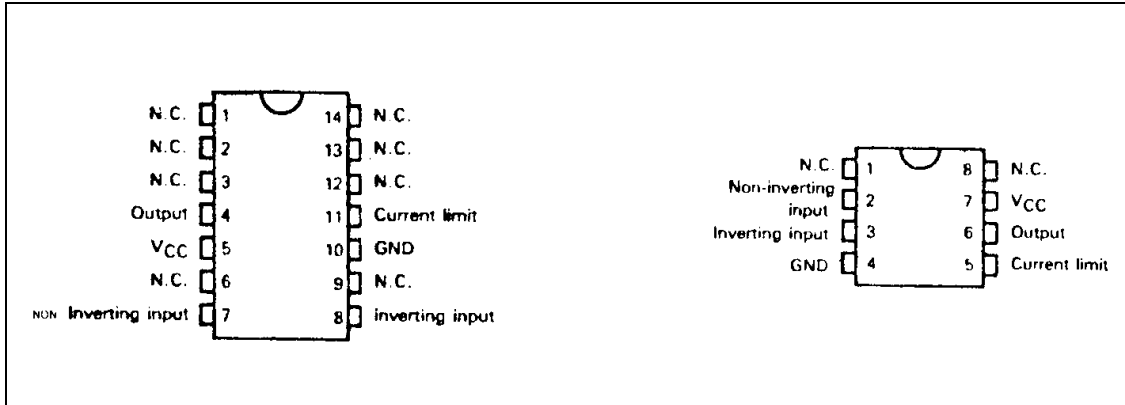 N.C. 1 14 N.C.
N.C. 2 13 N.C.
N.C. 3 12 N.C.
Output 4 11 Current limit
VCC 5 10 GND
N.C. 6 9 N.C.
NON Inverting input 7 8 inverting input
N.C. 1 8 N.C.
Non-inverting
input 2 7 VCC
Inverting input 3 6 Output
GND 4 5 Current limit